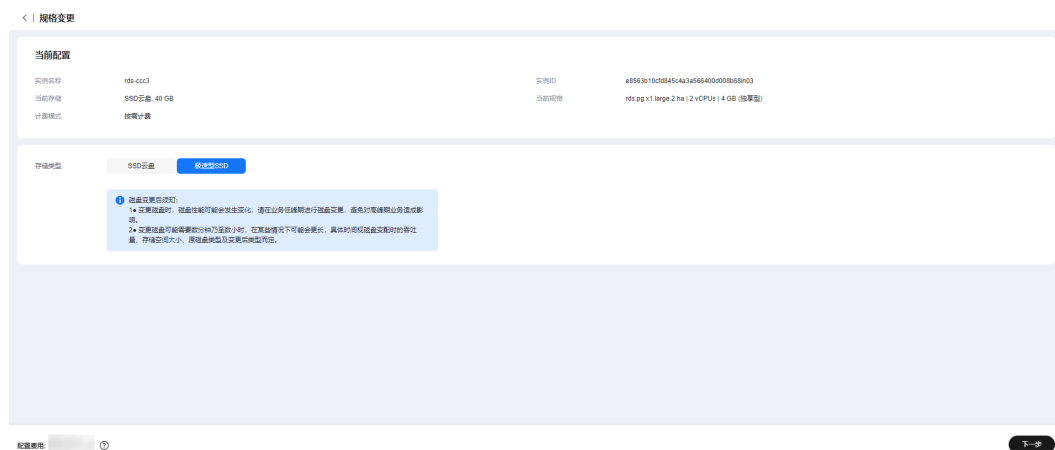 < | 规格变更
当前配置
实例名称 rds-ccc3 实例ID e8563b10cfd845c4a3a566400d008b68in03
当前存储 SSD云盘, 40 GB 当前规格 rds.pg.x1.large.2.ha | 2 vCPUs | 4 GB (独享型)
计费模式 按需计费
存储类型 SSD云盘 极速型SSD
磁盘变更后须知:
1● 变更磁盘时，磁盘性能可能会发生变化，请在业务低峰期进行磁盘变更，避免对高峰期业务造成影
响。
2● 变更磁盘可能需要数分钟乃至数小时，在某些情况下可能会更长，具体时间视磁盘变配时的吞吐
量、存储空间大小、原磁盘类型及变更后类型而定。
配置费用:
下一步